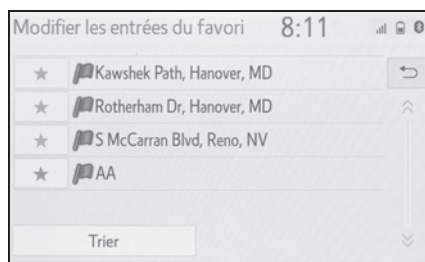 Modifier les entrées du favori 8:11
Kawshek Path, Hanover, MD
Rotherham Dr, Hanover, MD
S McCarran Blvd, Reno, NV
AA
Trier